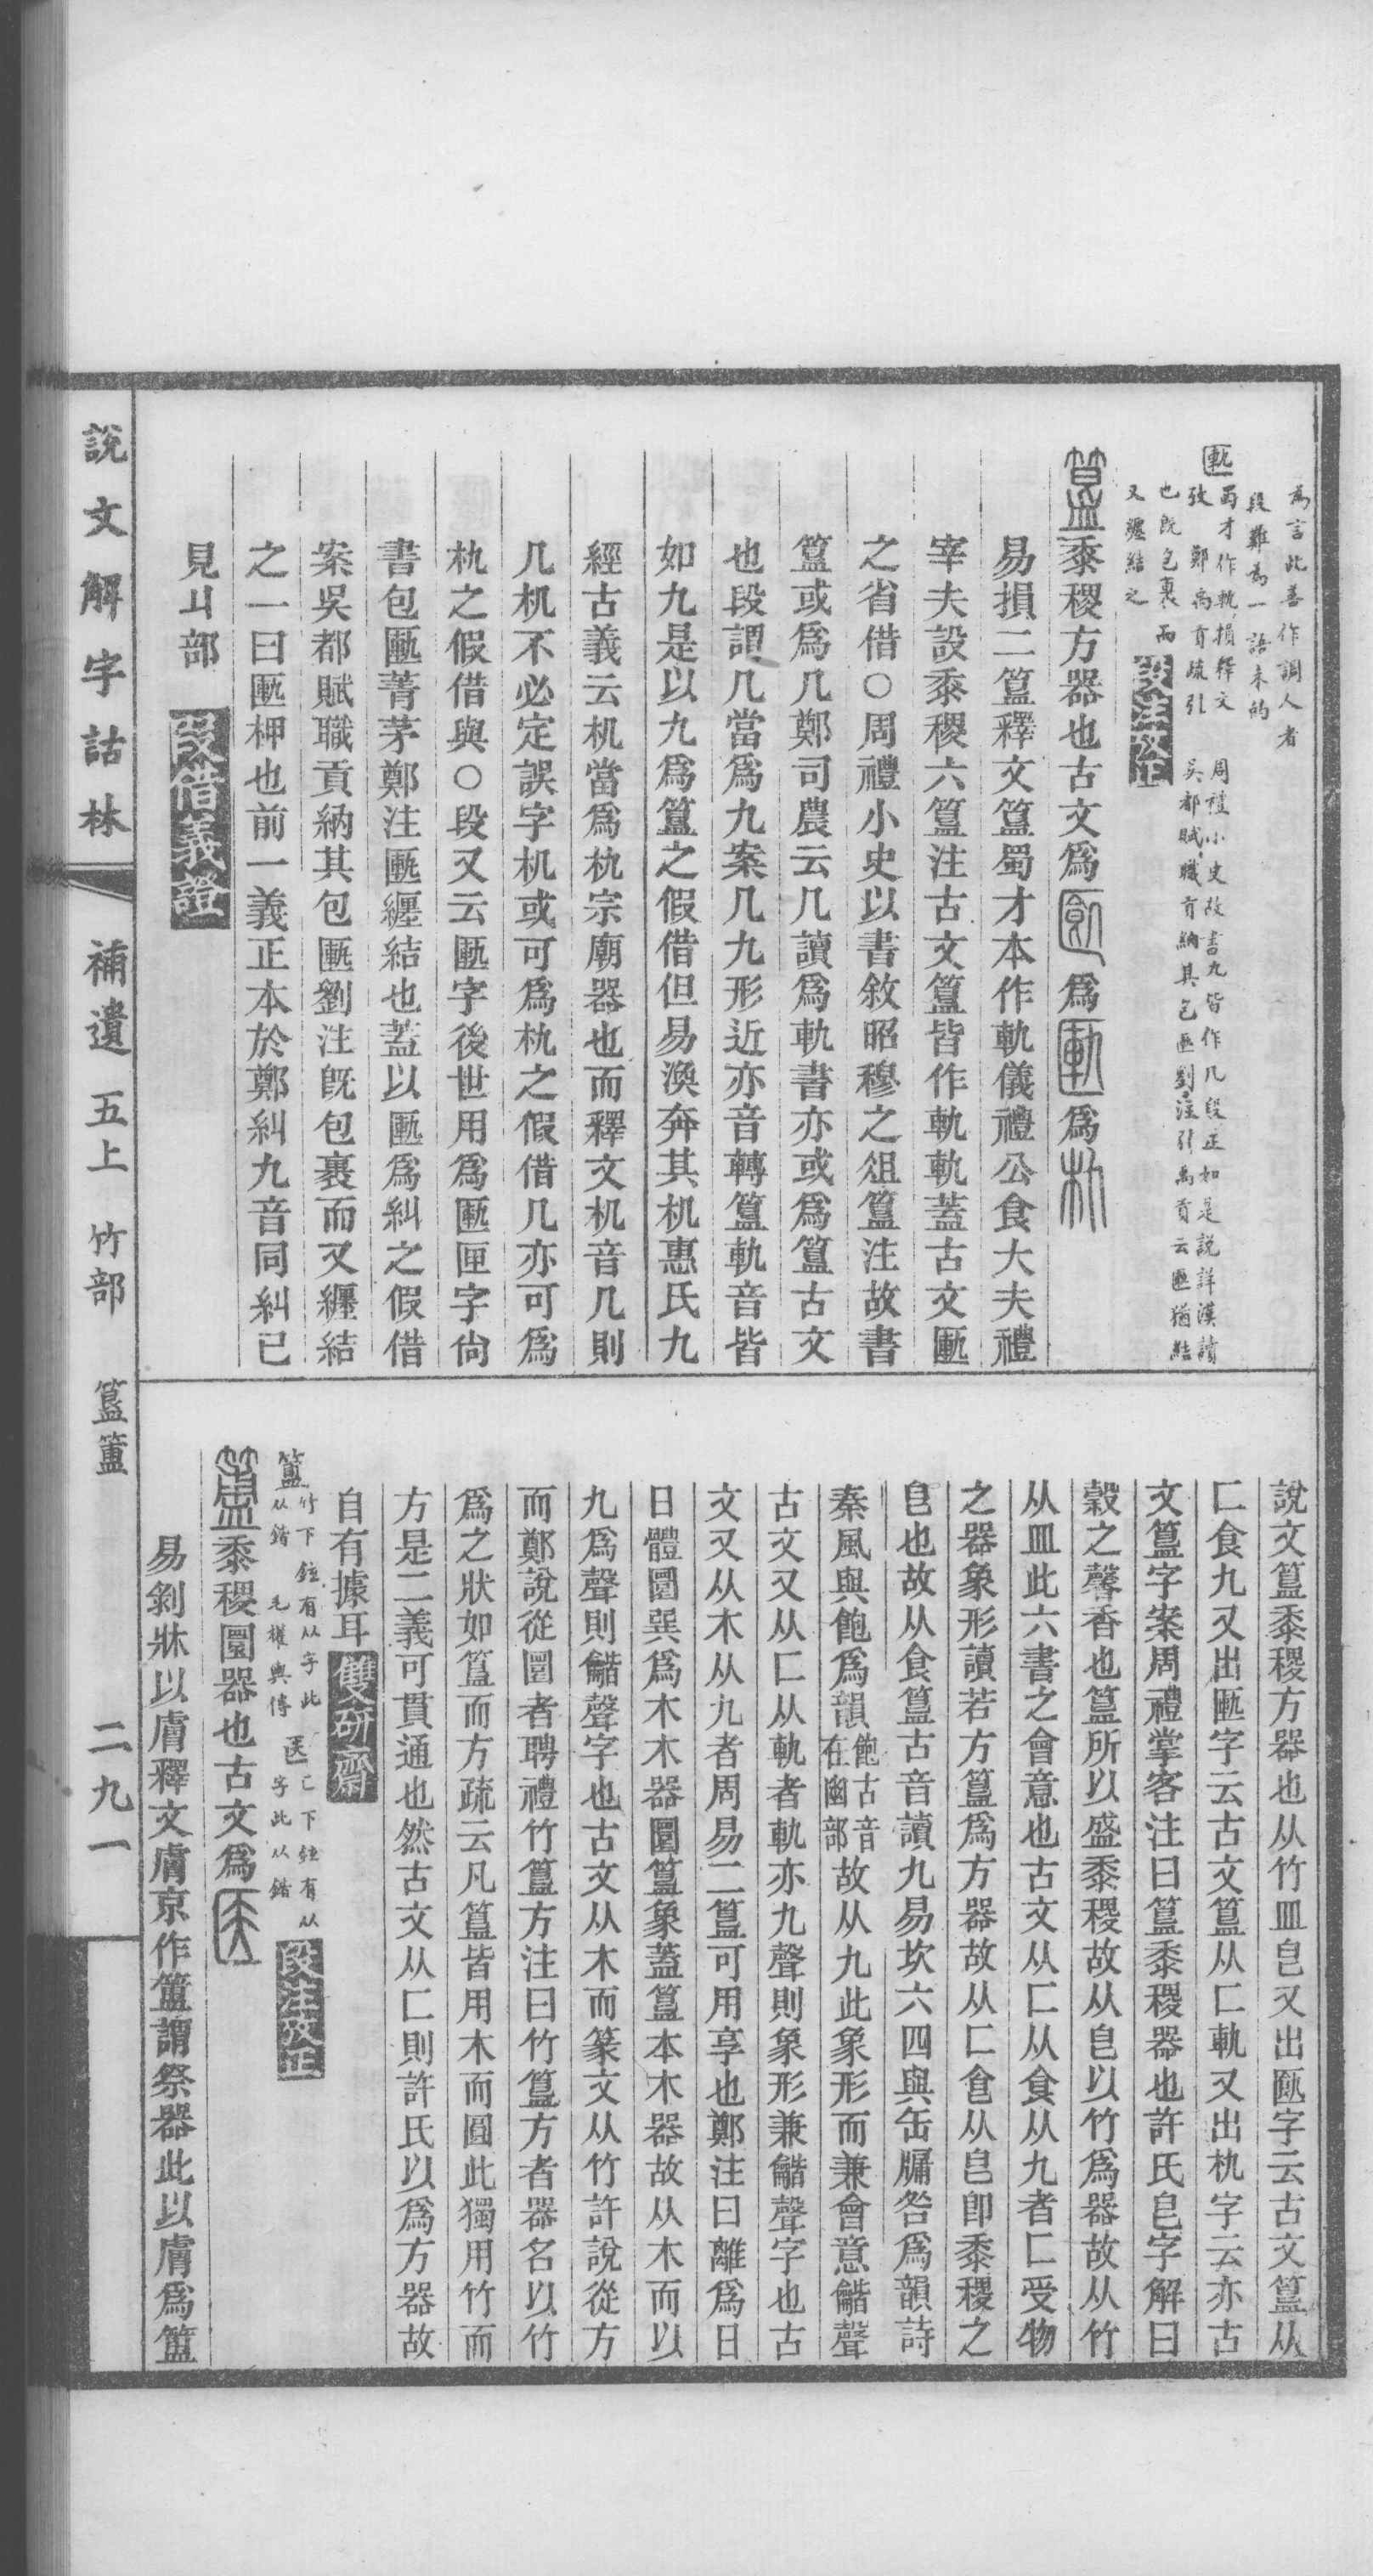 爲言此善作調人者
段難爲一語未的
匭
蜀才作軌損釋文　周禮小史故書九皆作几段正如是說詳漢讀
攷　鄭禹貢疏引　吳都賦職貢納其包匭劉注引禹貢云匭猶結
也旣包裹而
又纏結之
段注攷正
簋黍稷方器也古文爲𠥗爲匭爲朹
易損二簋釋文簋蜀才本作軌儀禮公食大夫禮
宰夫設黍稷六簋注古文簋皆作軌軌蓋古文匭
之省借○周禮小史以書敘昭穆之俎簋注故書
簋或爲几鄭司農云几讀爲軌書亦或爲簋古文
也段謂几當爲九案几九形近亦音轉簋軌音皆
如九是以九爲簋之假借但易渙奔其机惠氏九
經古義云机當爲朹宗廟器也而釋文机音几則
几机不必定誤字机或可爲朹之假借几亦可爲
朹之假借與○段又云匭字後世用爲匭匣字尙
書包匭菁茅鄭注匭纏結也蓋以匭爲糾之假借
案吳都賦職貢納其包匭劉注旣包裹而又纏結
之一曰匭柙也前一義正本於鄭糾九音同糾已
見丩部
段借義證
說文簋黍稷方器也从竹皿皀又出𠥗字云古文簋从
匚食九又出匭字云古文簋从匚軌又出朹字云亦古
文簋字案周禮掌客注曰簋黍稷器也許氏皀字解曰
穀之馨香也簋所以盛黍稷故从皀以竹爲器故从竹
从皿此六書之會意也古文从匚从食从九者匚受物
之器象形讀若方簋爲方器故从匚食从皀卽黍稷之
皀也故从食簋古音讀九易坎六四與缶牖咎爲韻詩
秦風與飽爲韻飽古音在幽部故从九此象形而兼會意龤聲
古文又从匚从軌者軌亦九聲則象形兼龤聲字也古
文又从木从九者周易二簋可用享也鄭注曰離爲日
日體圜巽爲木木器圜簋象蓋簋本木器故从木而以
九爲聲則龤聲字也古文从木而篆文从竹許說從方
而鄭說從圜者聘禮竹簋方注曰竹簋方者器名以竹
爲之狀如簋而方疏云凡簋皆用木而圓此獨用竹而
方是二義可貫通也然古文从匚則許氏以爲方器故
自有據耳
雙硏齋
簠竹下鉉有从字此从鍇　毛權輿傳　医匚下鉉有从字此从鍇
段注攷正
簠黍稷圜器也古文爲医
易剝牀以膚釋文膚京作簠謂祭器此以膚爲簠
說文解字詁林
補遺　五上　竹部　簋簠
二九一